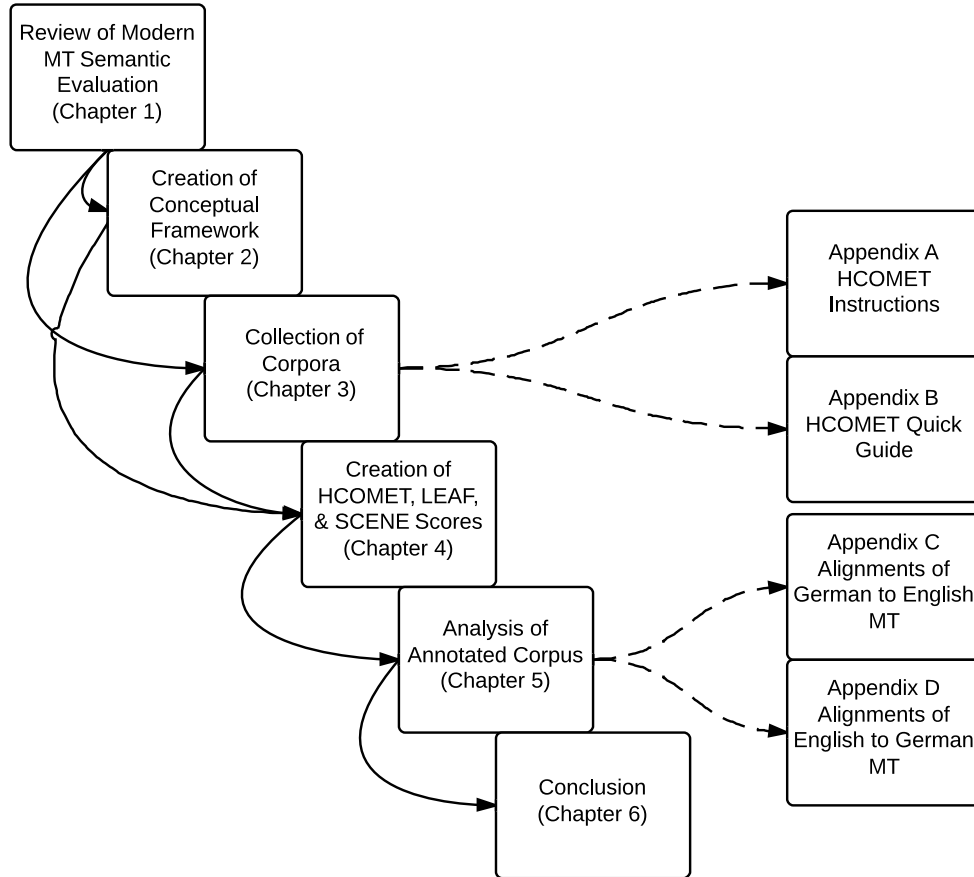 Review of Modern
MT Semantic
Evaluation
(Chapter 1)
Creation of
Conceptual
Framework
(Chapter 2)
Collection of
Corpora
(Chapter 3)
Creation of
HCOMET, LEAF,
& SCENE Scores
(Chapter 4)
Analysis of
Annotated Corpus
(Chapter 5)
Conclusion
(Chapter 6)
Appendix A
HCOMET
Instructions
Appendix B
HCOMET Quick
Guide
Appendix C
Alignments of
German to English
MT
Appendix D
Alignments of
English to German
MT